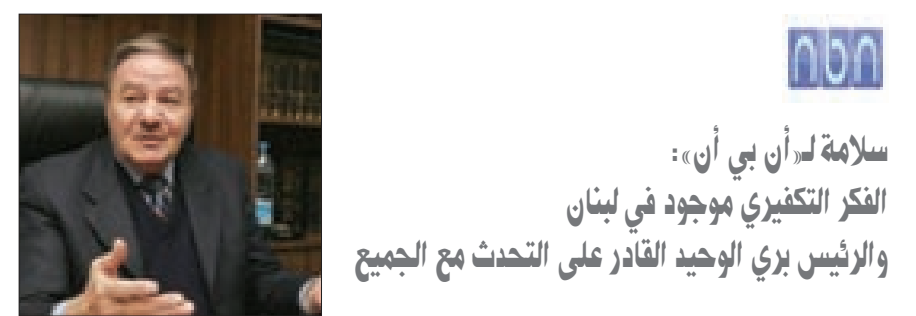 nbn
سلامة لـ«أن بي أن»:
الفكر التكفيري موجود في لبنان
والرئيس بري الوحيد القادر على التحدث مع الجميع